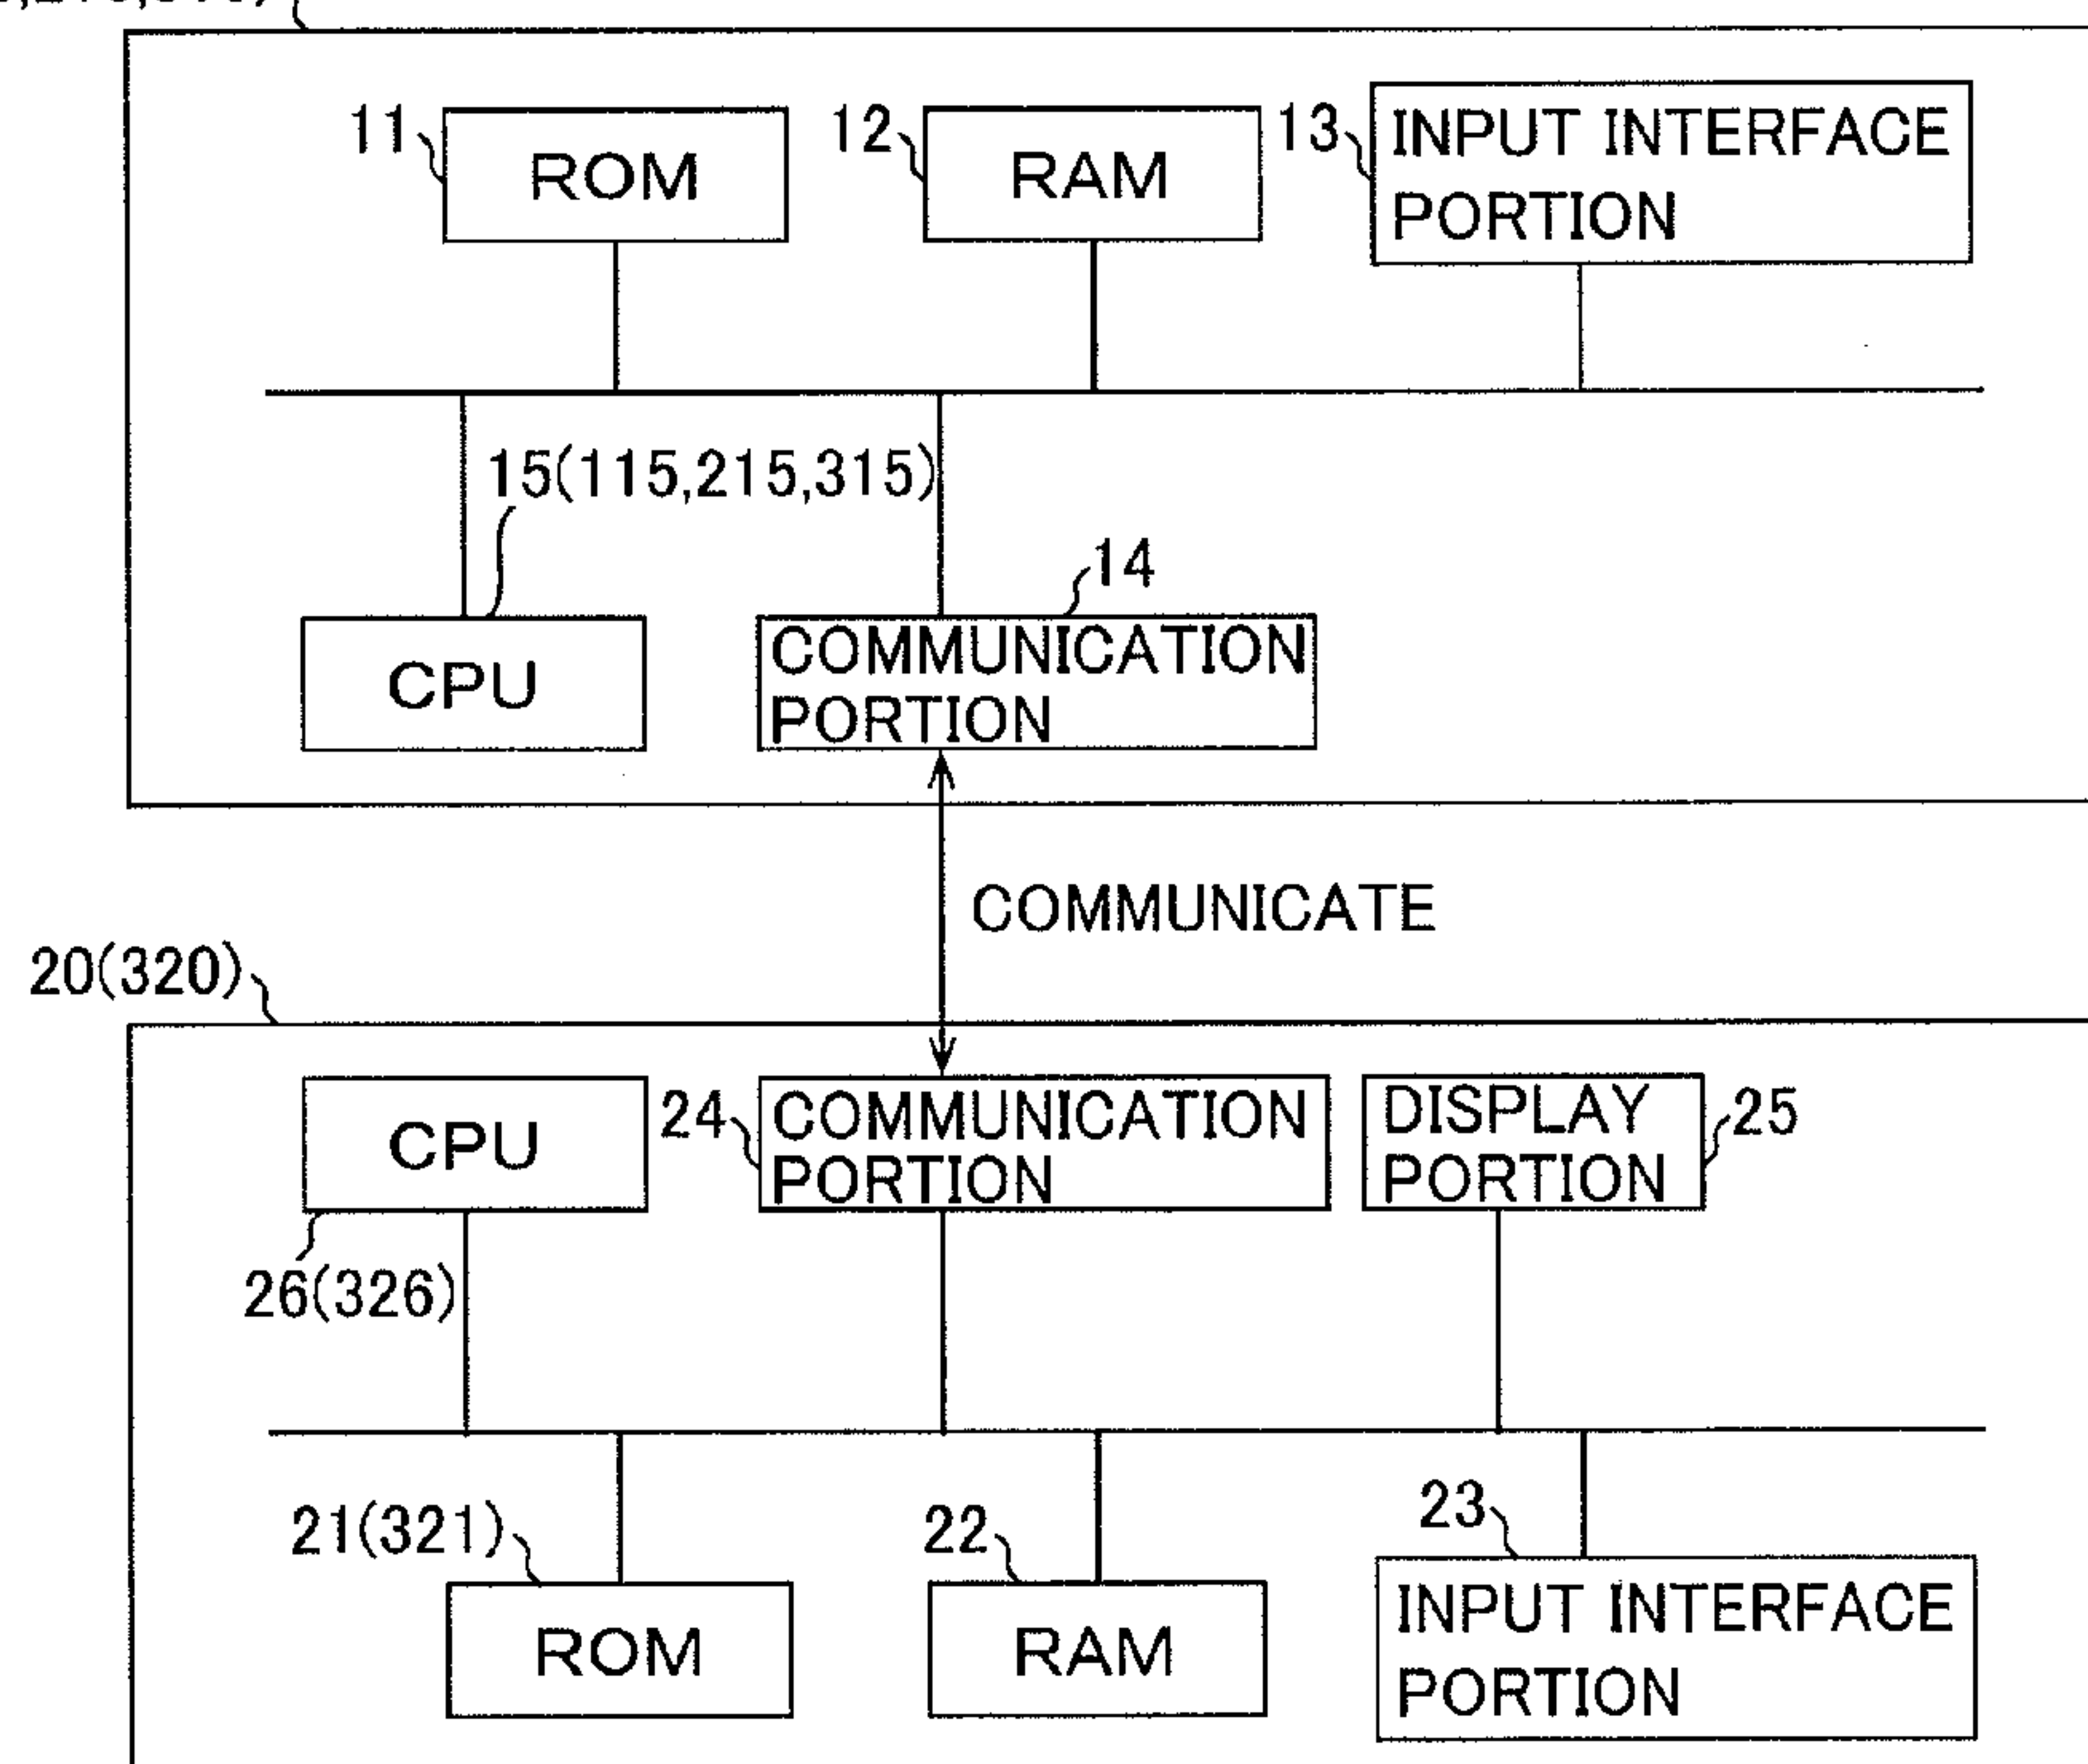 11
ROM
12
RAM
13
INPUT INTERFACE
PORTION
15(115,215,315)
14
CPU
COMMUNICATION
PORTION
COMMUNICATE
20(320)
CPU
24
COMMUNICATION
PORTION
DISPLAY
PORTION
25
26(326)
21(321)
22
23
ROM
RAM
INPUT INTERFACE
PORTION